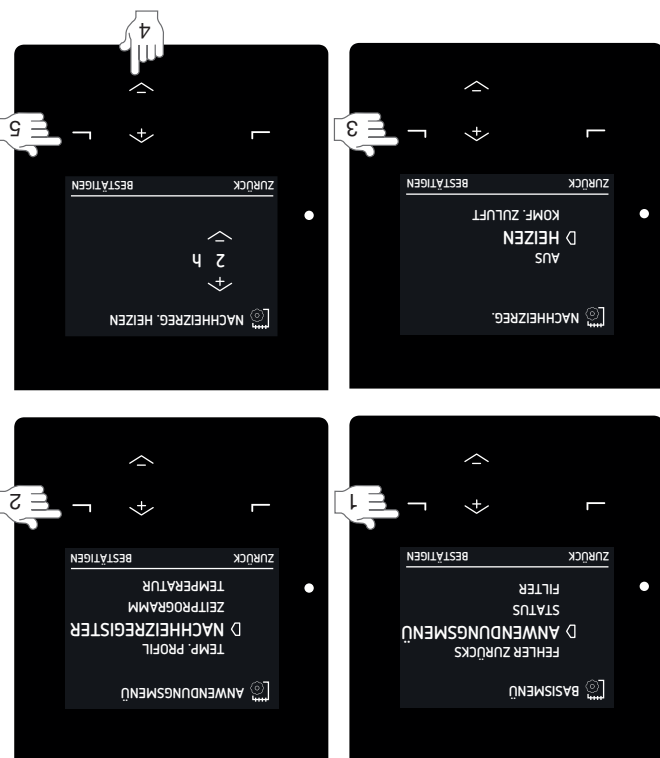 BASISMENÜ
FEHLER ZURÜCKS
ANWENDUNGSMENÜ
STATUS
FILTER
ZURÜCK BESTÄTIGEN
+
1
–
ANWENDUNGSMENÜ
TEMP. PROFIL
NACHHEIZREGISTER
ZEITPROGRAMM
TEMPERATUR
ZURÜCK BESTÄTIGEN
+
2
–
NACHHEIZREG.
AUS
HEIZEN
KOMF. ZULUFT
ZURÜCK BESTÄTIGEN
+
3
–
NACHHEIZREG. HEIZEN
+
2 h
–
ZURÜCK BESTÄTIGEN
+
5
–
4